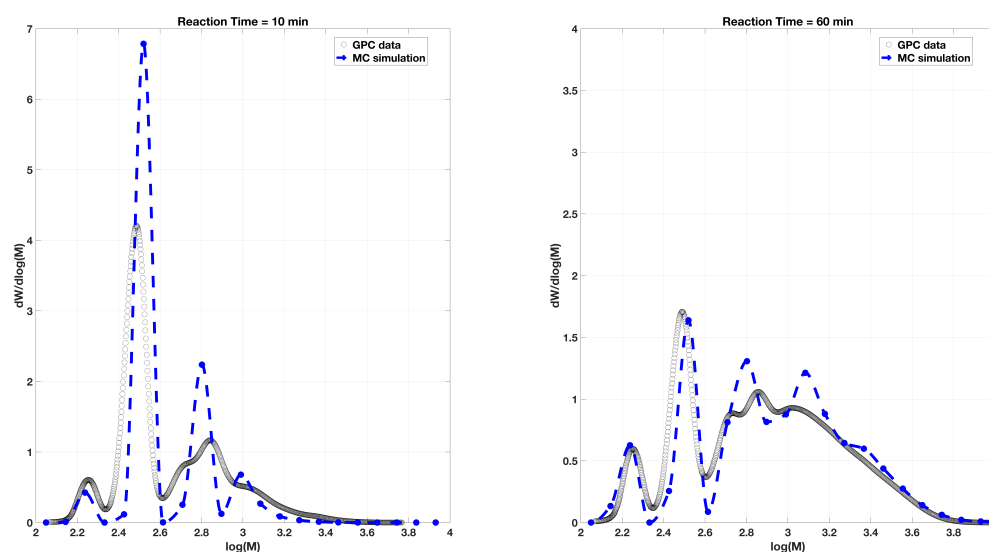 Reaction Time = 10 min
GPC data
MC simulation
dW/dlog(M)
7
6
5
4
3
2
1
0
2 2.2 2.4 2.6 2.8 3 3.2 3.4 3.6 3.8 4
log(M)
Reaction Time = 60 min
GPC data
MC simulation
dW/dlog(M)
4
3.5
3
2.5
2
1.5
1
0.5
0
2 2.2 2.4 2.6 2.8 3 3.2 3.4 3.6 3.8
log(M)